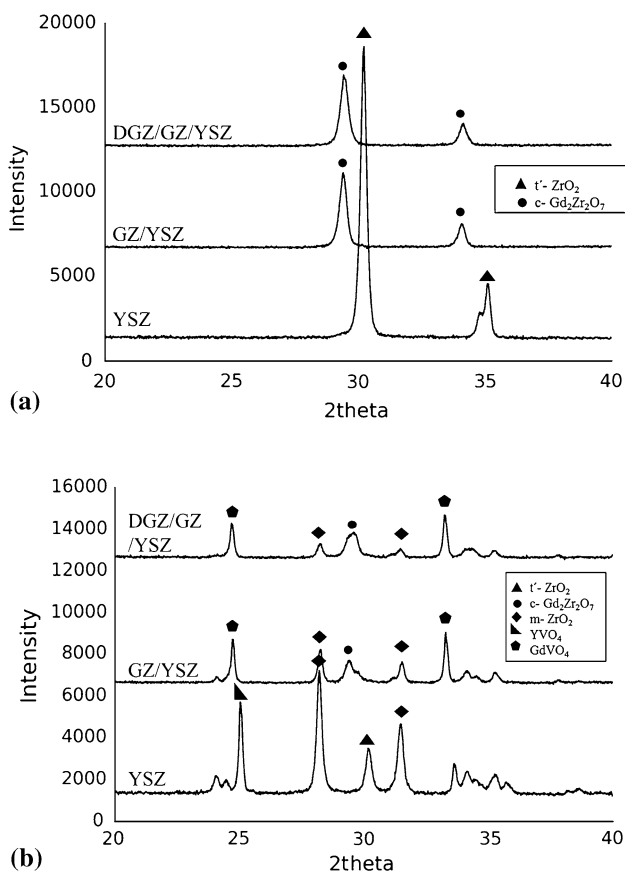 20000
15000
10000
5000
0
Intensity
DGZ/GZ/YSZ
GZ/YSZ
YSZ
t´- ZrO₂
c- Gd₂Zr₂O₇
20 25 30 35 40
2theta
(a)
16000
14000
12000
10000
8000
6000
4000
2000
0
Intensity
DGZ/GZ
/YSZ
GZ/YSZ
YSZ
t´- ZrO₂
c- Gd₂Zr₂O₇
m- ZrO₂
YVO₄
GdVO₄
20 25 30 35 40
2theta
(b)